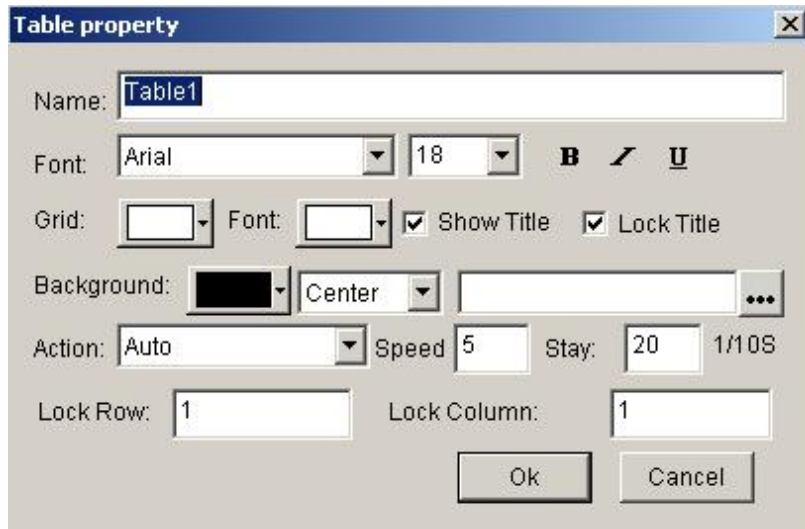 Table property
Name: Table1
Font: Arial 18 B I U
Grid: Font: Show Title Lock Title
Background: Center ...
Action: Auto Speed 5 Stay: 20 1/10S
Lock Row: 1 Lock Column: 1
Ok Cancel